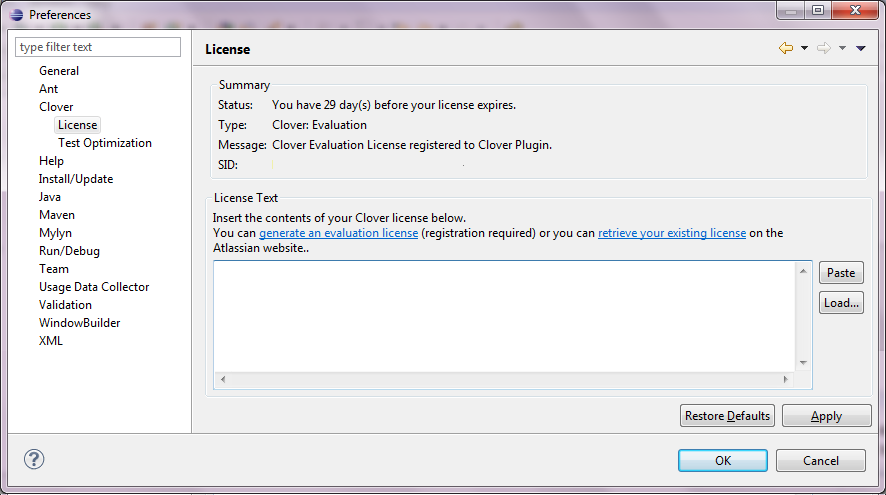 Preferences
type filter text
General
Ant
Clover
License
Test Optimization
Help
Install/Update
Java
Maven
Mylyn
Run/Debug
Team
Usage Data Collector
Validation
WindowBuilder
XML
License
Summary
Status: You have 29 day(s) before your license expires.
Type: Clover: Evaluation
Message: Clover Evaluation License registered to Clover Plugin.
SID:
License Text
Insert the contents of your Clover license below.
You can generate an evaluation license (registration required) or you can retrieve your existing license on the
Atlassian website..
Paste
Load...
Restore Defaults
Apply
?
OK
Cancel